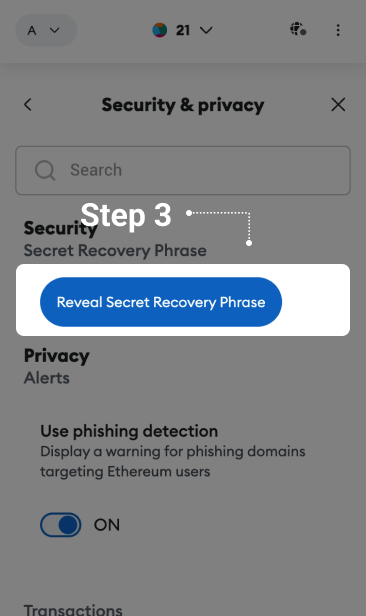 A
21
Security & privacy
Search
Step 3
Security
Secret Recovery Phrase
Reveal Secret Recovery Phrase
Privacy
Alerts
Use phishing detection
Display a warning for phishing domains
targeting Ethereum users
ON
Transactions